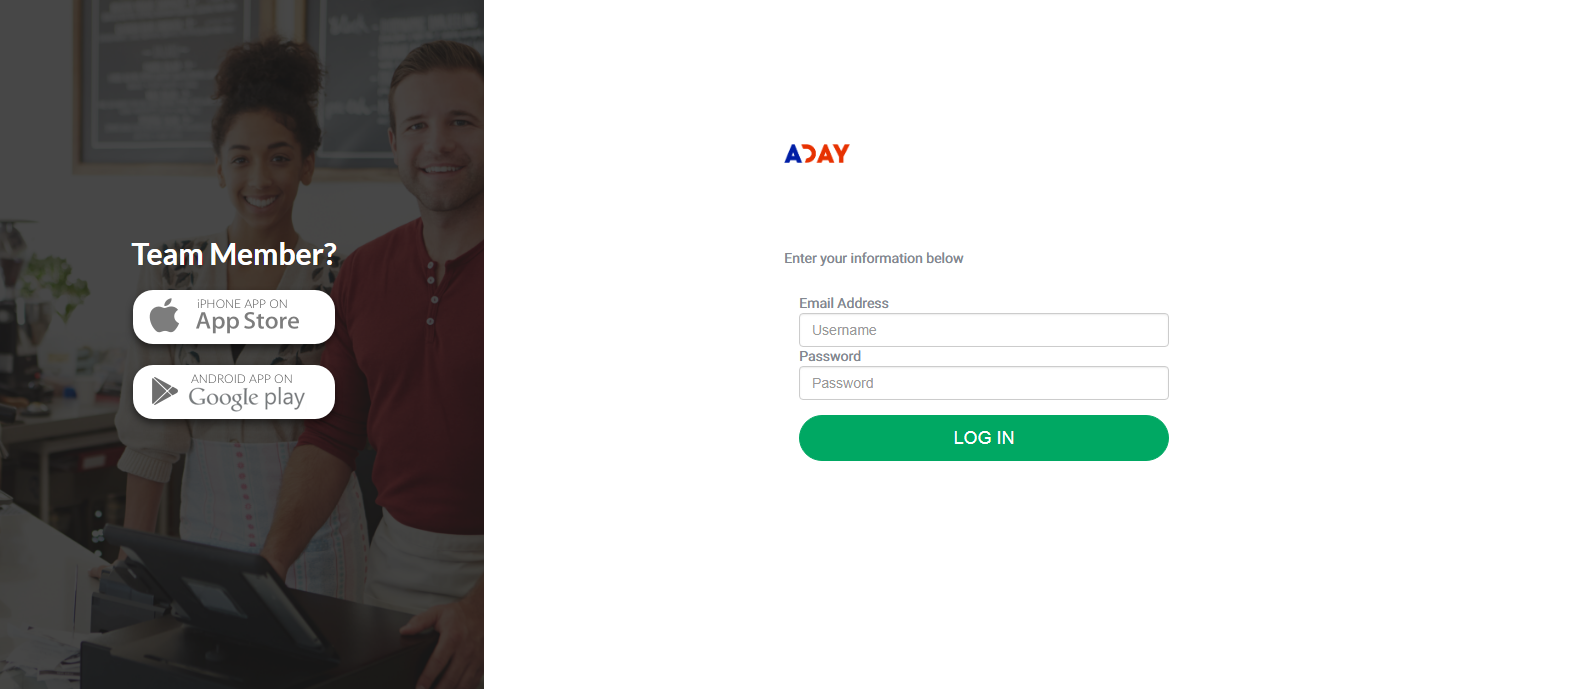 Team Member?
iPHONE APP ON
App Store
ANDROID APP ON
Google play
ADAY
Enter your information below
Email Address
Username
Password
Password
LOG IN